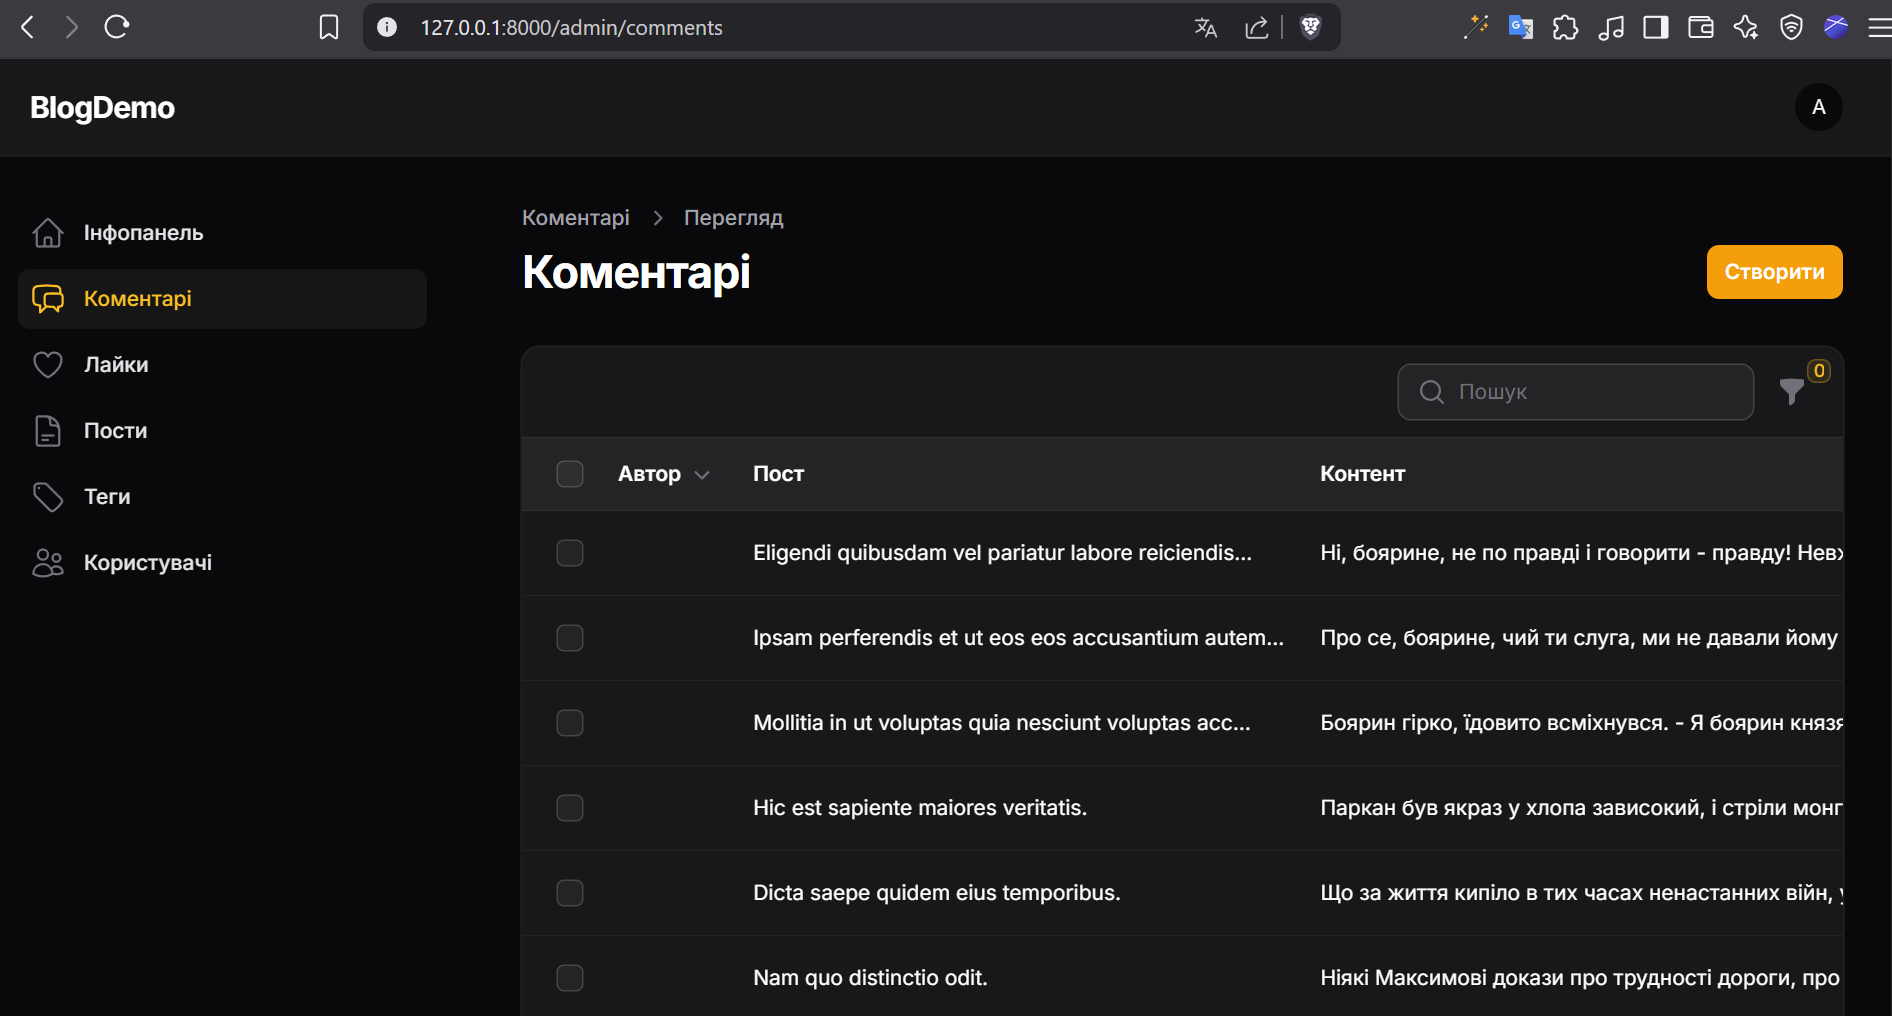 127.0.0.1:8000/admin/comments
BlogDemo
A
Інфопанель
Коментарі
Лайки
Пости
Теги
Користувачі
Коментарі > Перегляд
Коментарі
Створити
Пошук
0
Автор Пост Контент
Eligendi quibusdam vel pariatur labore reiciendis... Ні, боярине, не по правді і говорити - правду!
Ipsam perferendis et ut eos eos accusantium autem... Про се, боярине, чий ти слуга, ми не давали йому
Mollitia in ut voluptas quia nesciunt voluptas acc... Боярин гірко, їдовито всміхнувся. - Я боярин князя
Hic est sapiente maiores veritatis. Паркан був якраз у хлопа зависокий, і стріли монг
Dicta saepe quidem eius temporibus. Що за життя кипіло в тих часах ненастанних війн,
Nam quo distinctio odit. Ніякі Максимові докази про трудності дороги, про